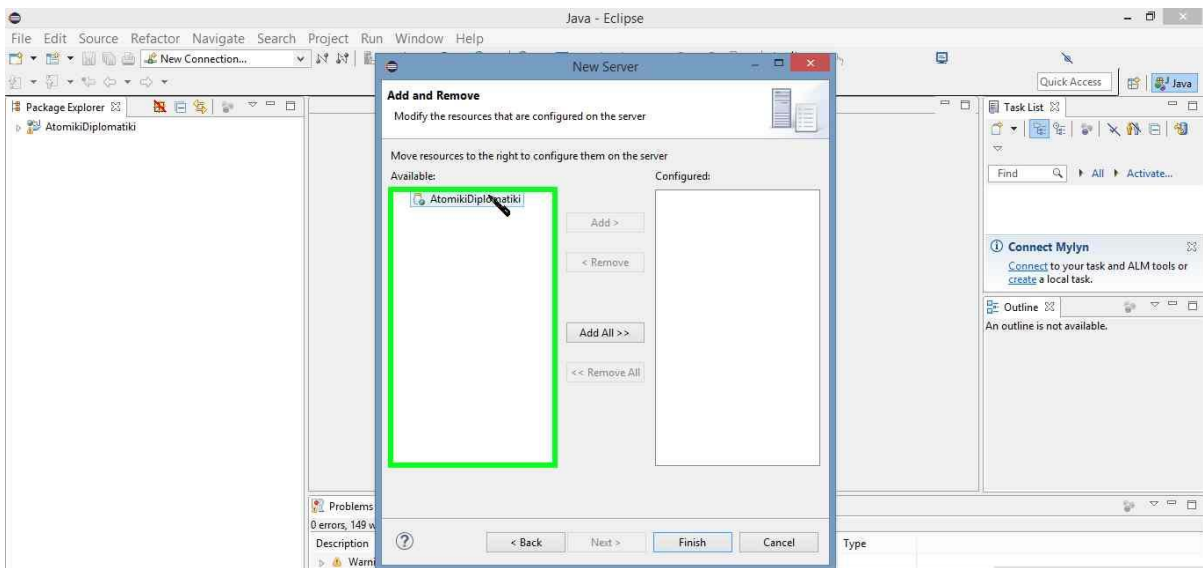 Java - Eclipse
File Edit Source Refactor Navigate Search Project Run Window Help
New Connection...
Quick Access
Java
Package Explorer
AtomikiDiplomatiki
New Server
Add and Remove
Modify the resources that are configured on the server
Move resources to the right to configure them on the server
Available:
Configured:
AtomikiDiplomatiki
Add >
< Remove
Add All >>
<< Remove All
< Back
Next >
Finish
Cancel
Task List
Find
All
Activate...
Connect Mylyn
Connect to your task and ALM tools or
create a local task.
Outline
An outline is not available.
Problems
0 errors, 149 w
Description
Type
Warni